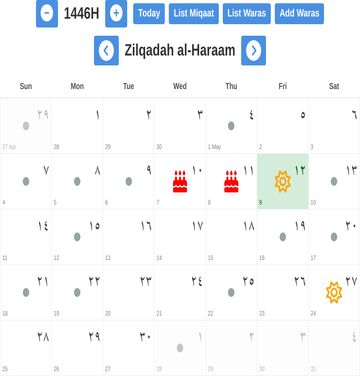 − 1446H + Today List Miqaat List Waras Add Waras
Zilqadah al-Haraam
Sun Mon Tue Wed Thu Fri Sat
٢٩ ١ ٢ ٣ ٤ ٥ ٦
27 Apr 28 29 30 1 May 2 3
٧ ٨ ٩ ١٠ ١١ ١٢ ١٣
4 5 6 7 8 9 10
١٤ ١٥ ١٦ ١٧ ١٨ ١٩ ٢٠
11 12 13 14 15 16 17
٢١ ٢٢ ٢٣ ٢٤ ٢٥ ٢٦ ٢٧
18 19 20 21 22 23 24
٢٨ ٢٩ ٣٠ ١ ٢ ٣ ٤
25 26 27 28 29 30 31